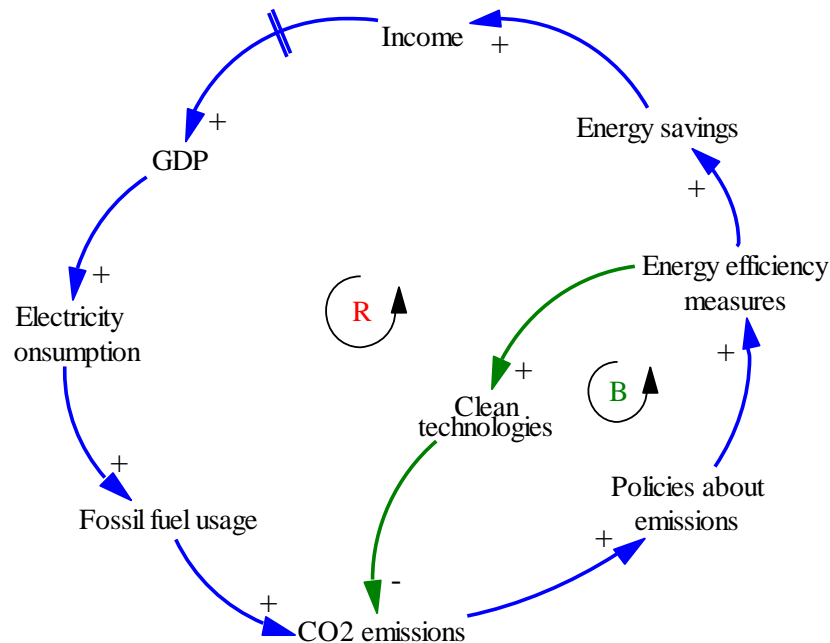 Income
+
+
Energy savings
GDP
+
+
Energy efficiency
measures
Electricity
onsumption
R
+
+
B
Clean
technologies
+
Policies about
emissions
Fossil fuel usage
+
-
+
CO2 emissions